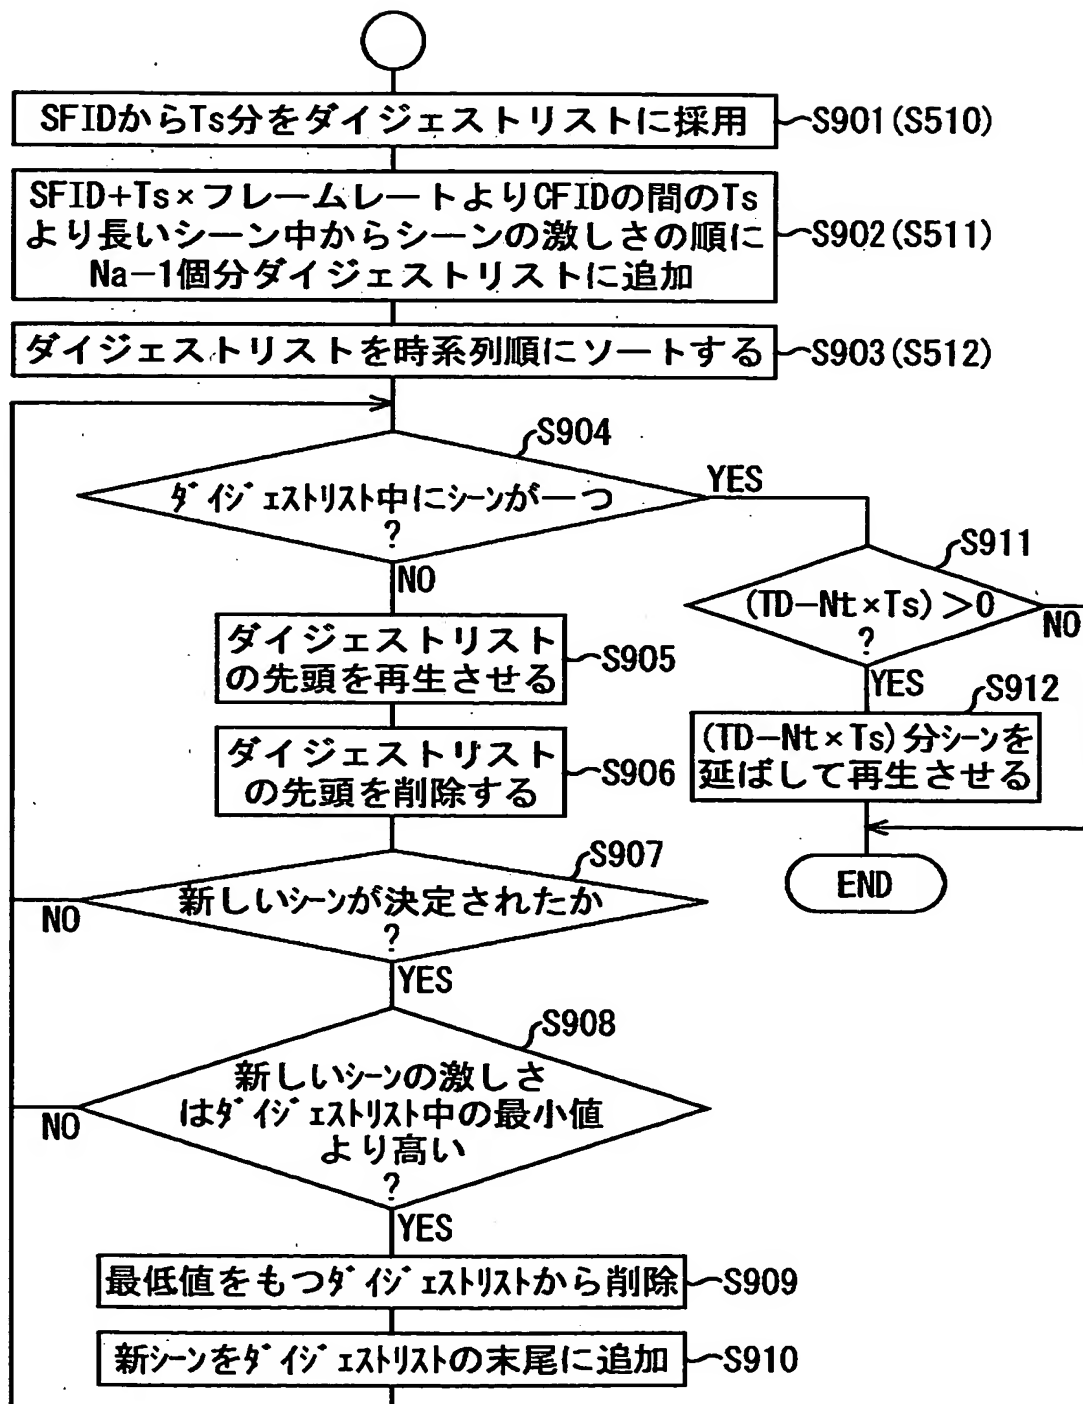 SFIDからTs分をダイジェストリストに採用
S901(S510)
SFID+Ts×フレームレートよりCFIDの間のTs
より長いシーン中からシーンの激しさの順に
Na-1個分ダイジェストリストに追加
S902(S511)
ダイジェストリストを時系列順にソートする
S903(S512)
S904
ダイジェストリスト中にシーンが一つ
?
YES
NO
S911
(TD-Nt×Ts)>0
?
NO
YES
ダイジェストリスト
の先頭を再生させる
S905
S912
(TD-Nt×Ts)分シーンを
延ばして再生させる
ダイジェストリスト
の先頭を削除する
S906
END
S907
新しいシーンが決定されたか
?
NO
YES
S908
新しいシーンの激しさ
はダイジェストリスト中の最小値
より高い
?
NO
YES
最低値をもつダイジェストリストから削除
S909
新シーンをダイジェストリストの末尾に追加
S910